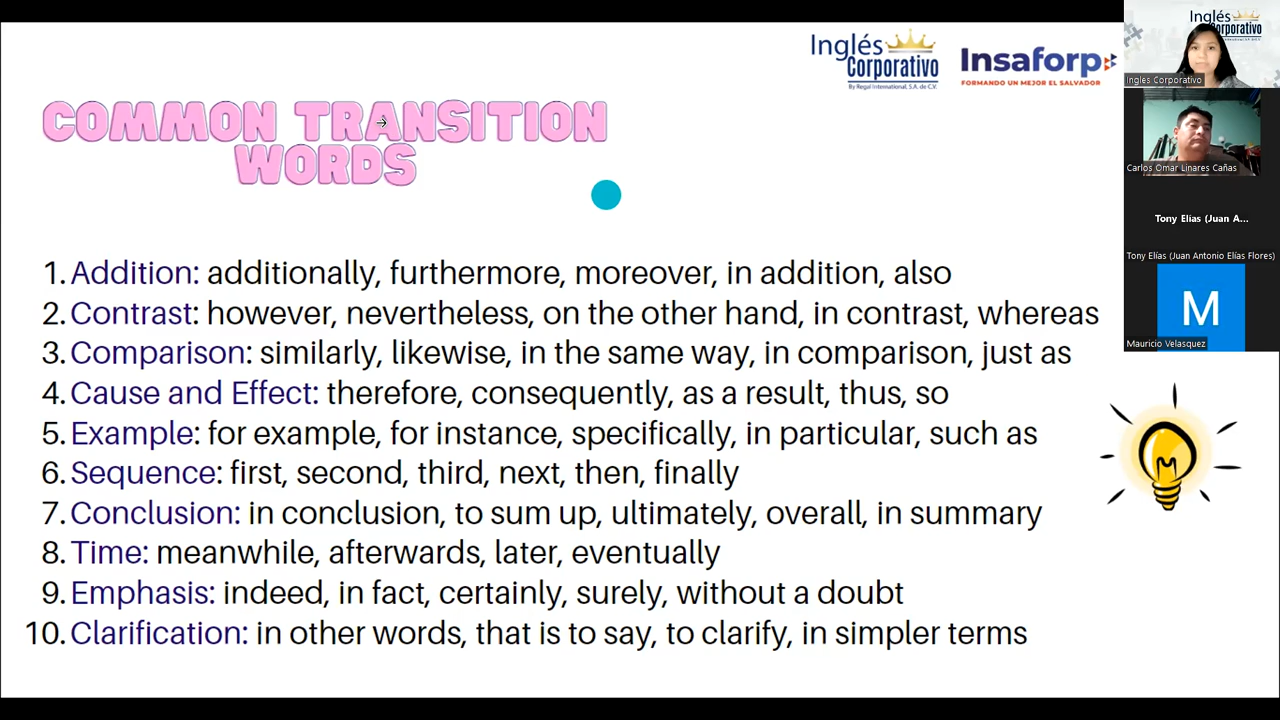 Inglés
Corporativo
By Regal International, S.A. de C.V.
Insaforp
FORMANDO UN MEJOR EL SALVADOR
COMMON TRANSITION
WORDS
1. Addition: additionally, furthermore, moreover, in addition, also
2. Contrast: however, nevertheless, on the other hand, in contrast, whereas
3. Comparison: similarly, likewise, in the same way, in comparison, just as
4. Cause and Effect: therefore, consequently, as a result, thus, so
5. Example: for example, for instance, specifically, in particular, such as
6. Sequence: first, second, third, next, then, finally
7. Conclusion: in conclusion, to sum up, ultimately, overall, in summary
8. Time: meanwhile, afterwards, later, eventually
9. Emphasis: indeed, in fact, certainly, surely, without a doubt
10. Clarification: in other words, that is to say, to clarify, in simpler terms
Inglés
Corporativo
Ingles Corporativo
Carlos Omar Linares Cañas
Tony Elías (Juan A...
Tony Elías (Juan Antonio Elías Flores)
M
Mauricio Velasquez